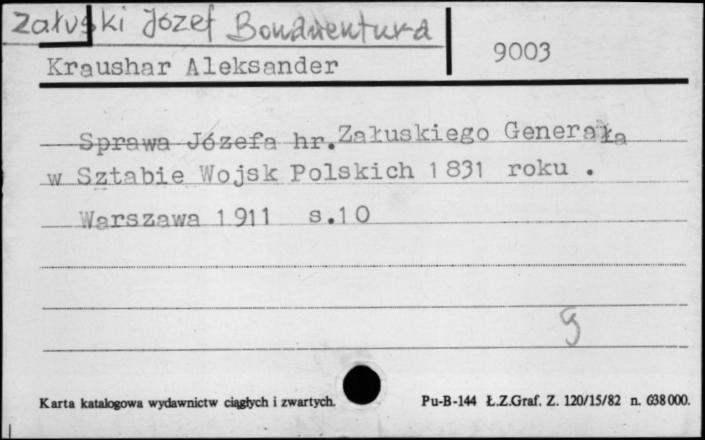 Załuski Józef Bonawentura
Kraushar Aleksander
9003
Sprawa Józefa hr.Załuskiego Generała
w Sztabie Wojsk Polskich 1831 roku .
Warszawa 1911 s.10
Karta katalogowa wydawnictw ciągłych i zwartych.
Pu-B-144 Ł.Z.Graf. Z. 120/15/82 n. 638000.